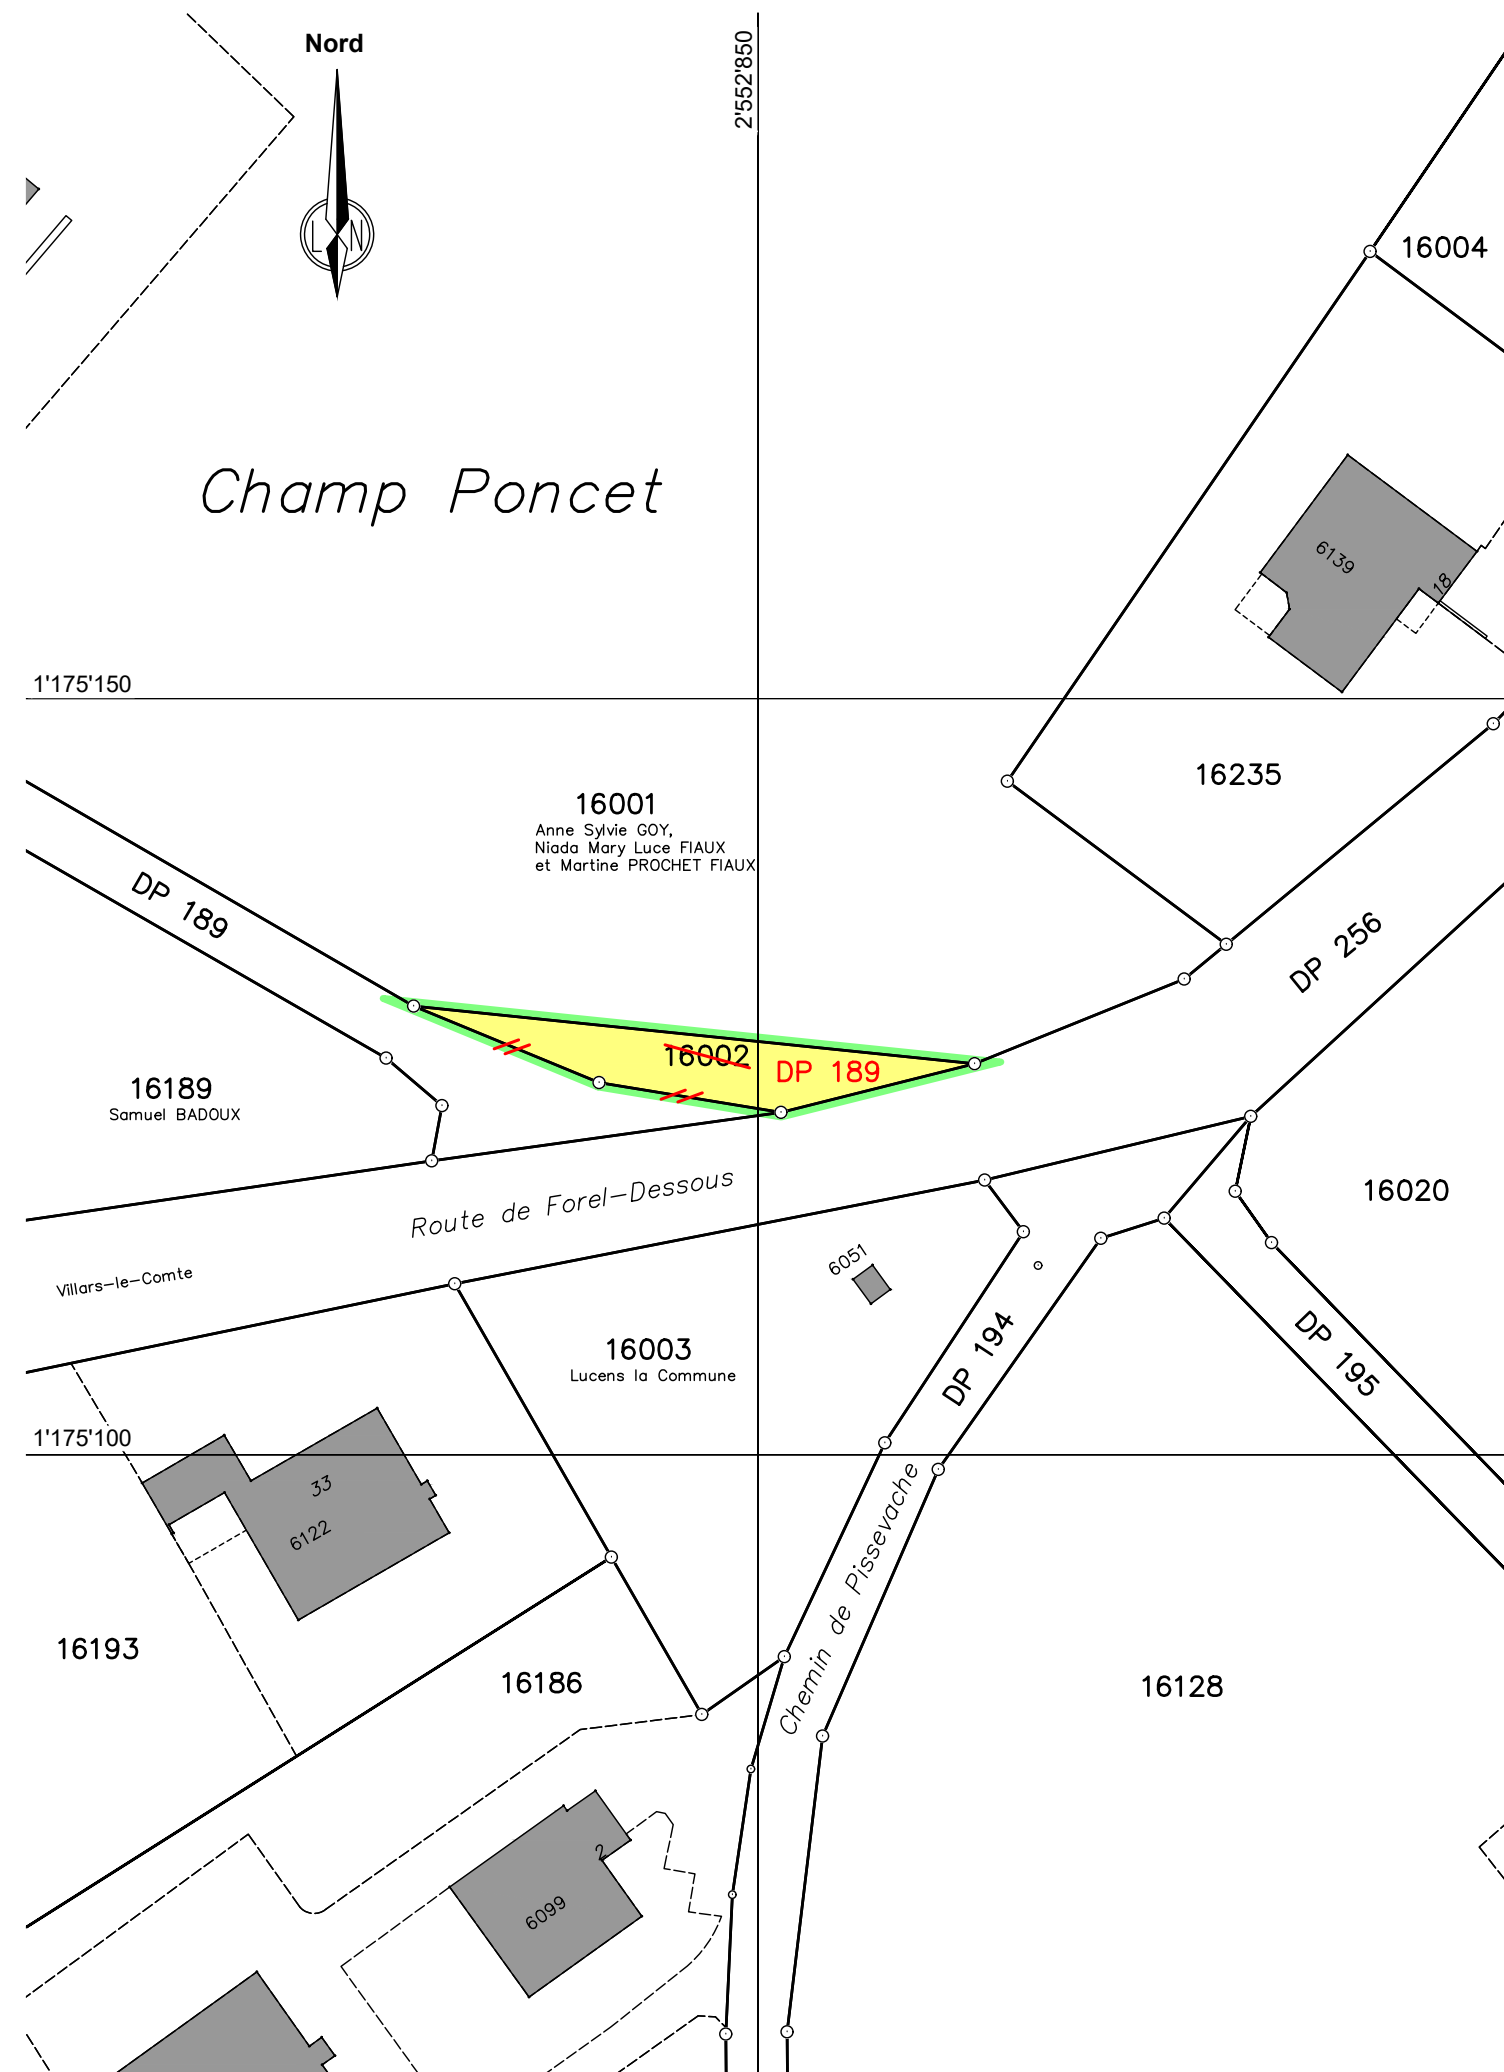 Nord
2'552'850
L N
16004
Champ Poncet
6139
18
1'175'150
16235
16001
Anne Sylvie GOY,
Niada Mary Luce FIAUX
et Martine PROCHET FIAUX
DP 189
DP 256
16002
DP 189
16189
Samuel BADOUX
Route de Forel-Dessous
16020
Villars-le-Comte
6051
16003
Lucens la Commune
DP 194
DP 195
1'175'100
33
6122
Chemin de Pissevache
16193
16186
16128
2
6099